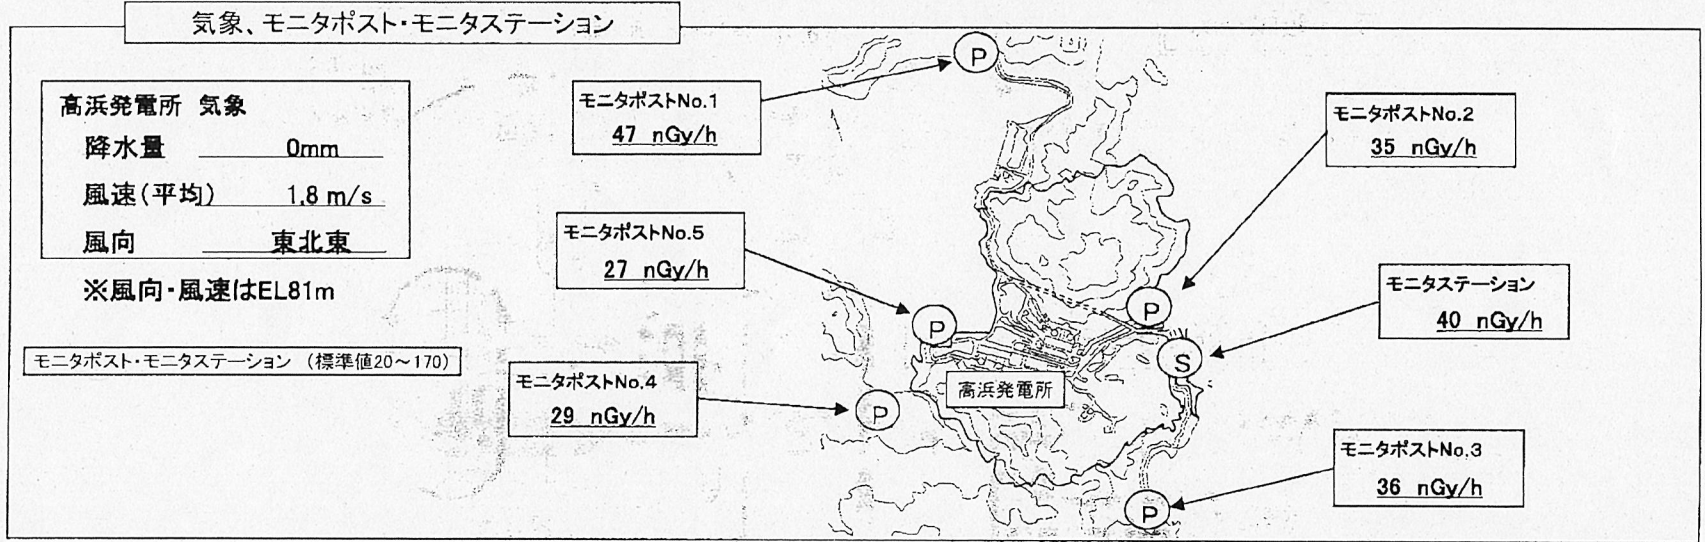 気象、モニタポスト・モニタステーション
高浜発電所 気象
降水量 0mm
風速(平均) 1.8 m/s
風向 東北東
※風向・風速はEL81m
モニタポスト・モニタステーション (標準値20～170)
モニタポストNo.1
47 nGy/h
モニタポストNo.2
35 nGy/h
モニタポストNo.5
27 nGy/h
モニタステーション
40 nGy/h
モニタポストNo.4
29 nGy/h
モニタポストNo.3
36 nGy/h
高浜発電所
P
P
P
S
P
P